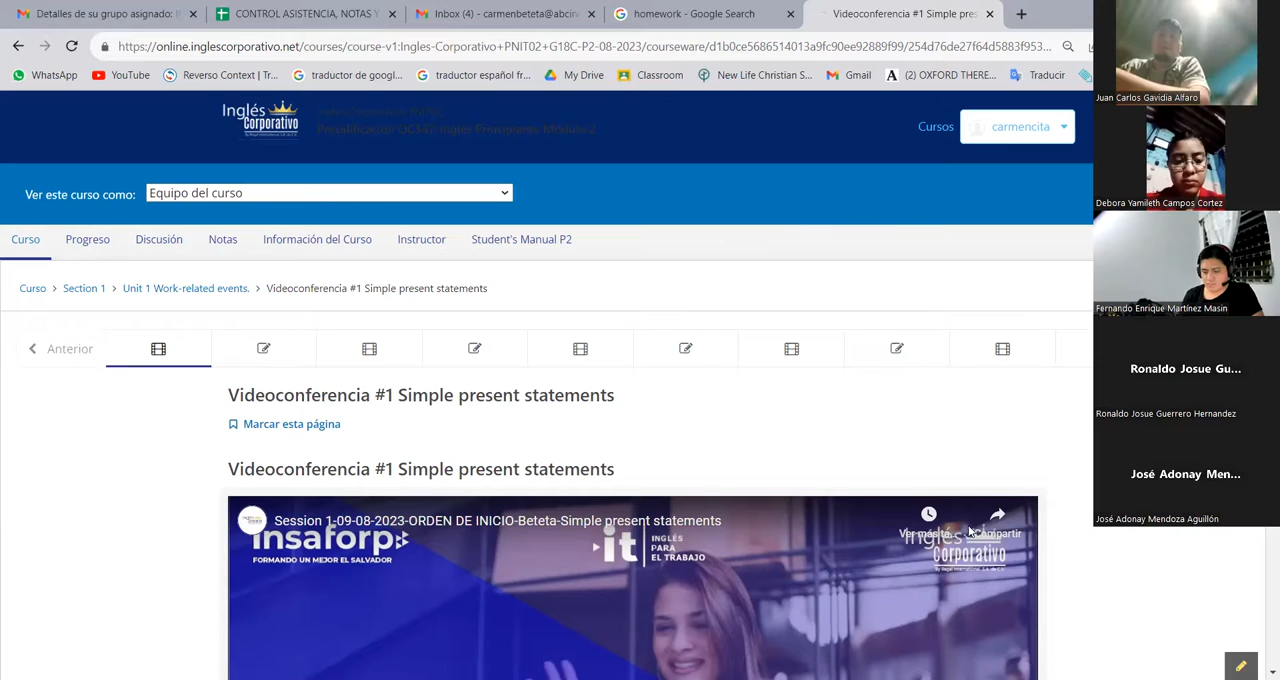 Detalles de su grupo asignado: I
CONTROL ASISTENCIA, NOTAS Y
Inbox (4) - carmenbeteta@abcin
homework - Google Search
Videoconferencia #1 Simple pres
https://online.inglescorporativo.net/courses/course-v1:Ingles-Corporativo+PNIT02+G18C-P2-08-2023/courseware/d1b0ce5686514013a9fc90ee92889f99/254d76de27f64d5883f953...
WhatsApp
YouTube
Reverso Context | Tr...
traductor de googl...
traductor español fr...
My Drive
Classroom
New Life Christian S...
Gmail
(2) OXFORD THERE...
Traducir
Inglés
Corporativo
Cursos
carmencita
Ver este curso como:
Equipo del curso
Curso
Progreso
Discusión
Notas
Información del Curso
Instructor
Student's Manual P2
Curso > Section 1 > Unit 1 Work-related events. > Videoconferencia #1 Simple present statements
Anterior
Videoconferencia #1 Simple present statements
Marcar esta página
Videoconferencia #1 Simple present statements
Session 1-09-08-2023-ORDEN DE INICIO-Beteta-Simple present statements
insaforp
FORMANDO UN MEJOR EL SALVADOR
it
INGLÉS
PARA
EL TRABAJO
Compartir
Inglés
Corporativo
Juan Carlos Gavidia Alfaro
Debora Yamileth Campos Cortez
Fernando Enrique Martínez Masin
Ronaldo Josue Gu...
Ronaldo Josue Guerrero Hernandez
José Adonay Men...
José Adonay Mendoza Aguillón